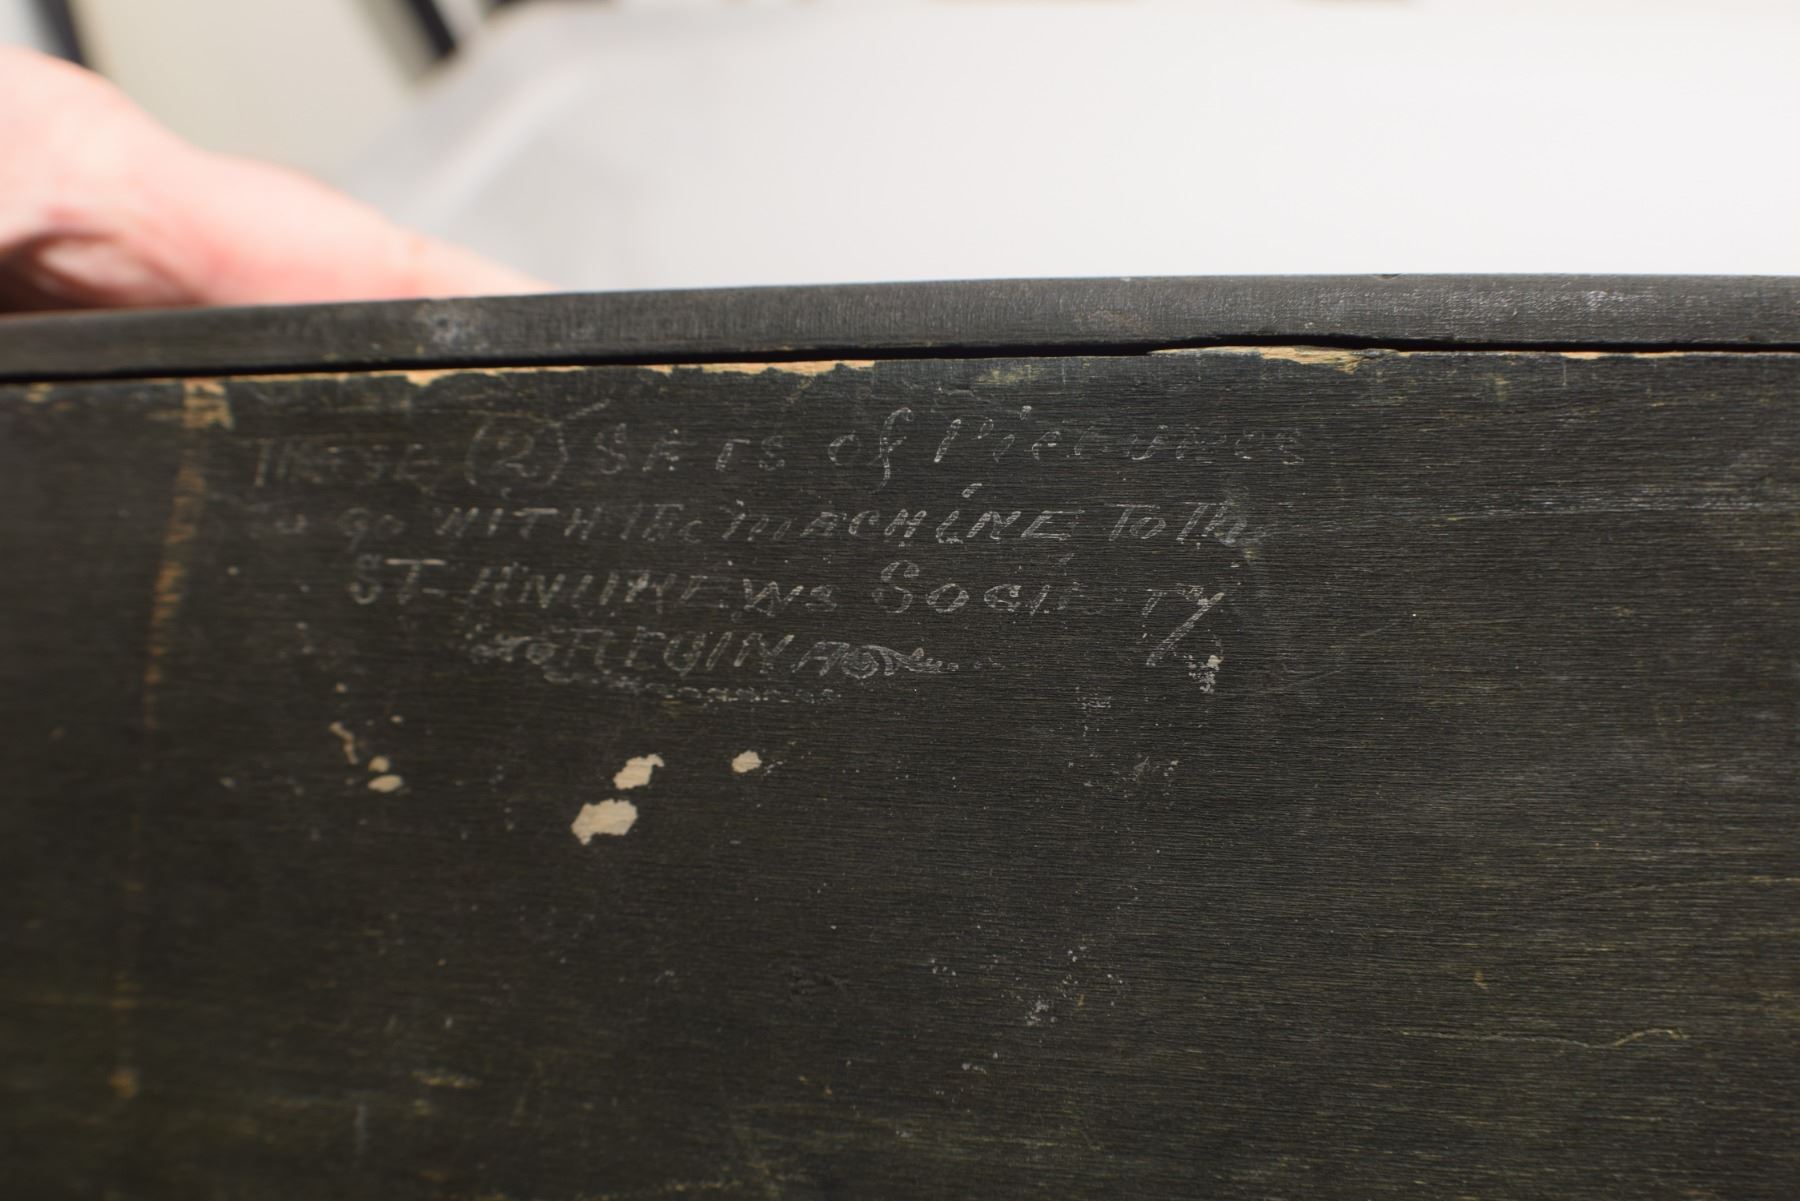 THESE (2) SETS of Pictures
To go WITH THE MACHINE To The
ST ANDREWS SOCIETY
REGINA